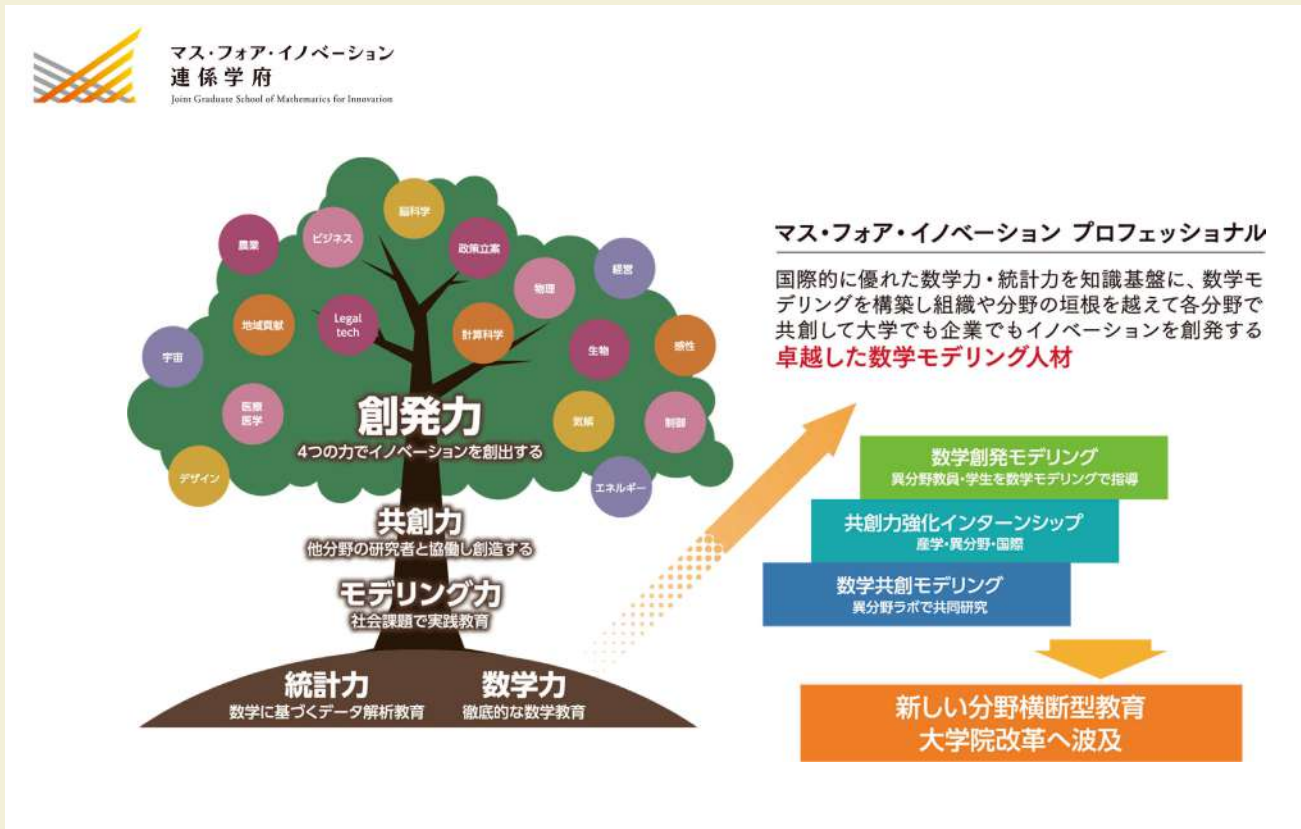 マス・フォア・イノベーション
連係学府
Joint Graduate School of Mathematics for Innovation
脳科学
農業
ビジネス
政策立案
経営
物理
地域貢献
Legal
tech
計算科学
宇宙
生物
感性
医療
医学
創発力
4つの力でイノベーションを創出する
気候
制御
デザイン
エネルギー
共創力
他分野の研究者と協働し創造する
モデリング力
社会課題で実践教育
統計力
数学に基づくデータ解析教育
数学力
徹底的な数学教育
マス・フォア・イノベーション プロフェッショナル
国際的に優れた数学力・統計力を知識基盤に、数学モ
デリングを構築し組織や分野の垣根を越えて各分野で
共創して大学でも企業でもイノベーションを創発する
卓越した数学モデリング人材
数学創発モデリング
異分野教員・学生を数学モデリングで指導
共創力強化インターンシップ
産学・異分野・国際
数学共創モデリング
異分野ラボで共同研究
新しい分野横断型教育
大学院改革へ波及